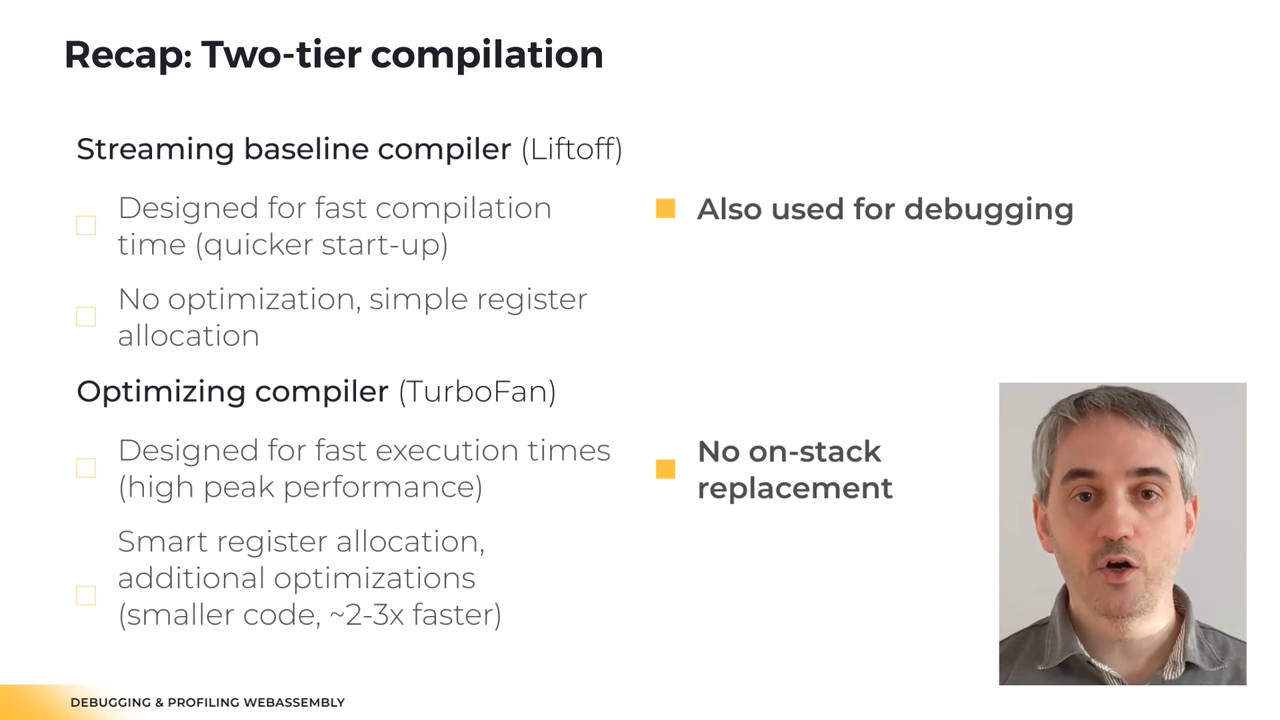 Recap: Two-tier compilation
Streaming baseline compiler (Liftoff)
Designed for fast compilation
time (quicker start-up)
No optimization, simple register
allocation
Also used for debugging
Optimizing compiler (TurboFan)
Designed for fast execution times
(high peak performance)
Smart register allocation,
additional optimizations
(smaller code, ~2-3x faster)
No on-stack
replacement
DEBUGGING & PROFILING WEBASSEMBLY